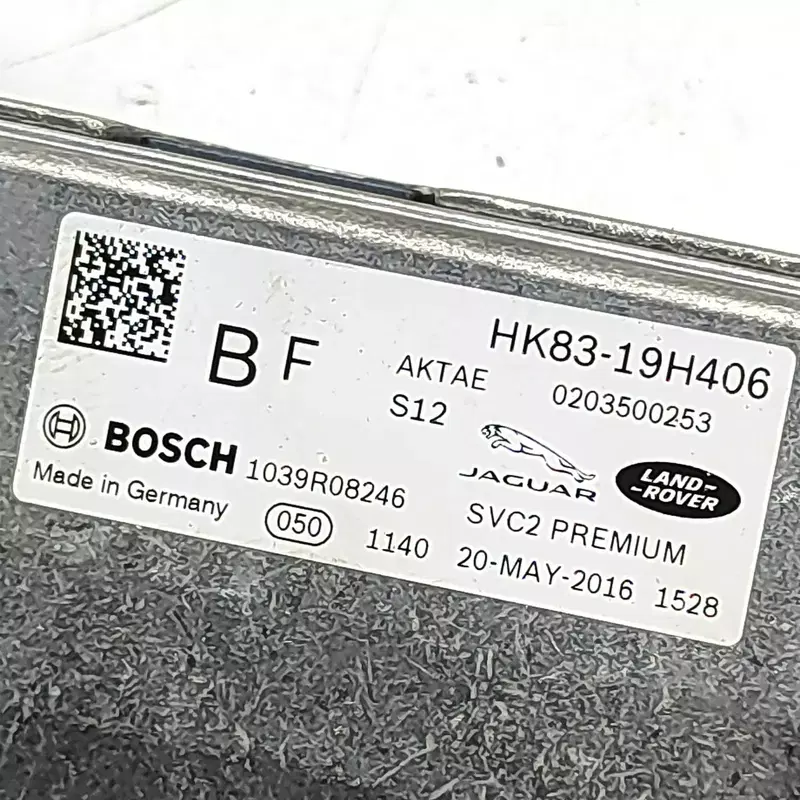 HK83-19H406
B F
AKTAE
0203500253
S12
BOSCH
1039R08246
JAGUAR
LAND-
-ROVER
Made in Germany
050
1140
SVC2 PREMIUM
20-MAY-2016 1528